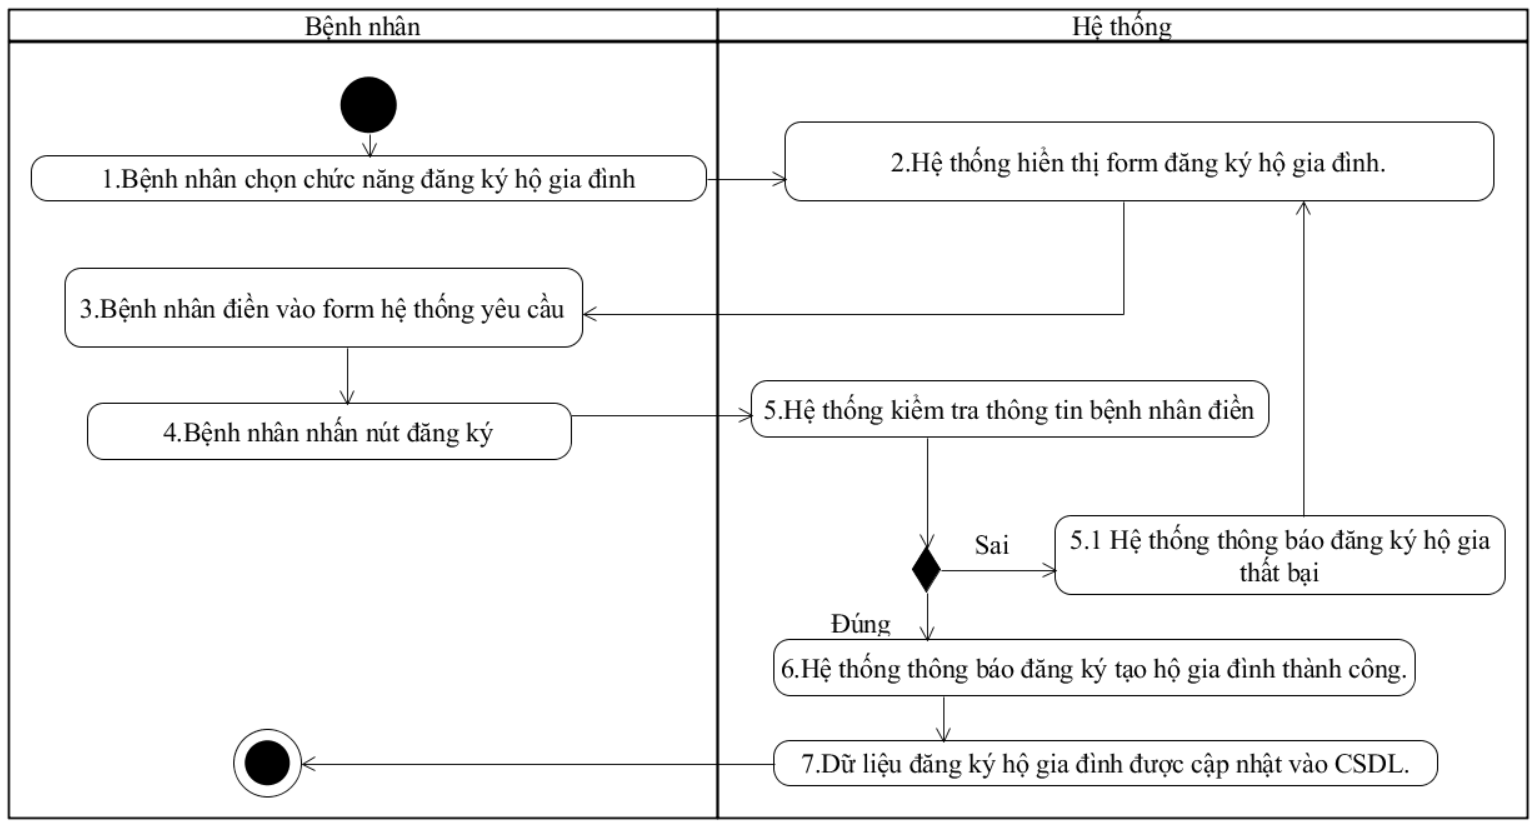 Bệnh nhân
Hệ thống
1.Bệnh nhân chọn chức năng đăng ký hộ gia đình
2.Hệ thống hiển thị form đăng ký hộ gia đình.
3.Bệnh nhân điền vào form hệ thống yêu cầu
4.Bệnh nhân nhấn nút đăng ký
5.Hệ thống kiểm tra thông tin bệnh nhân điền
Sai
5.1 Hệ thống thông báo đăng ký hộ gia
thất bại
Đúng
6.Hệ thống thông báo đăng ký tạo hộ gia đình thành công.
7.Dữ liệu đăng ký hộ gia đình được cập nhật vào CSDL.